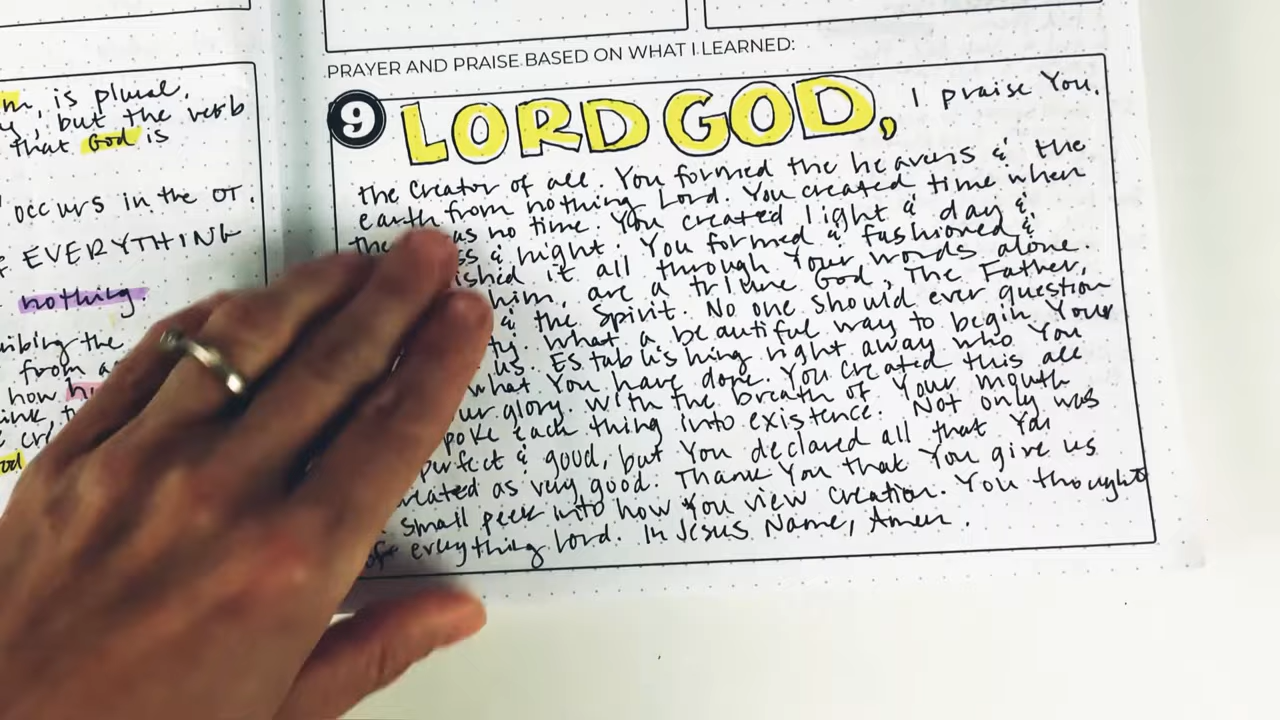 m is plural.
, but the verb
that God is
occurs in the OT.
EVERYTHING
nothing.
the
from
how
PRAYER AND PRAISE BASED ON WHAT I LEARNED:
9 LORD GOD, I praise You.
the Creator of all. You formed the heavens & the
earth from nothing Lord. You created time when
was no time. You created light & day &
& night. You formed & fashioned &
it all through Your words alone.
him, are a triune God, The Father,
& the Spirit. No one should ever question
What a beautiful way to begin Your
us. Establishing right away who You
what You have done. You created this all
glory. With the breath of Your mouth
each thing into existence. Not only was
perfect & good, but You declared all that You
as very good. Thank You that You give us
small peek into how You view creation. You thought
of everything Lord. In Jesus Name, Amen.